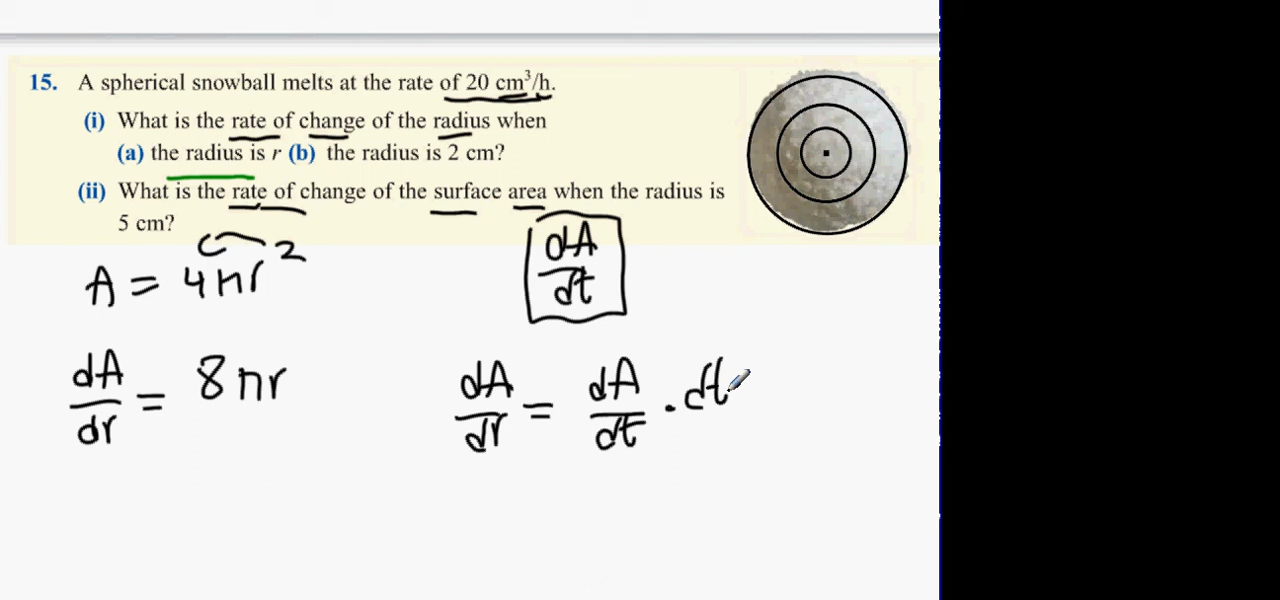 15. A spherical snowball melts at the rate of 20 cm³/h.
(i) What is the rate of change of the radius when
(a) the radius is r (b) the radius is 2 cm?
(ii) What is the rate of change of the surface area when the radius is
5 cm?
dA/dt
A = 4πr²
dA/dr = 8πr
dA/dr = dA/dt . dt